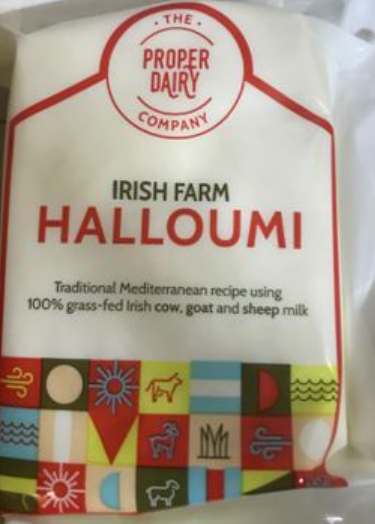 · THE ·
PROPER
DAIRY
COMPANY
IRISH FARM
HALLOUMI
Traditional Mediterranean recipe using
100% grass-fed Irish cow, goat and sheep milk